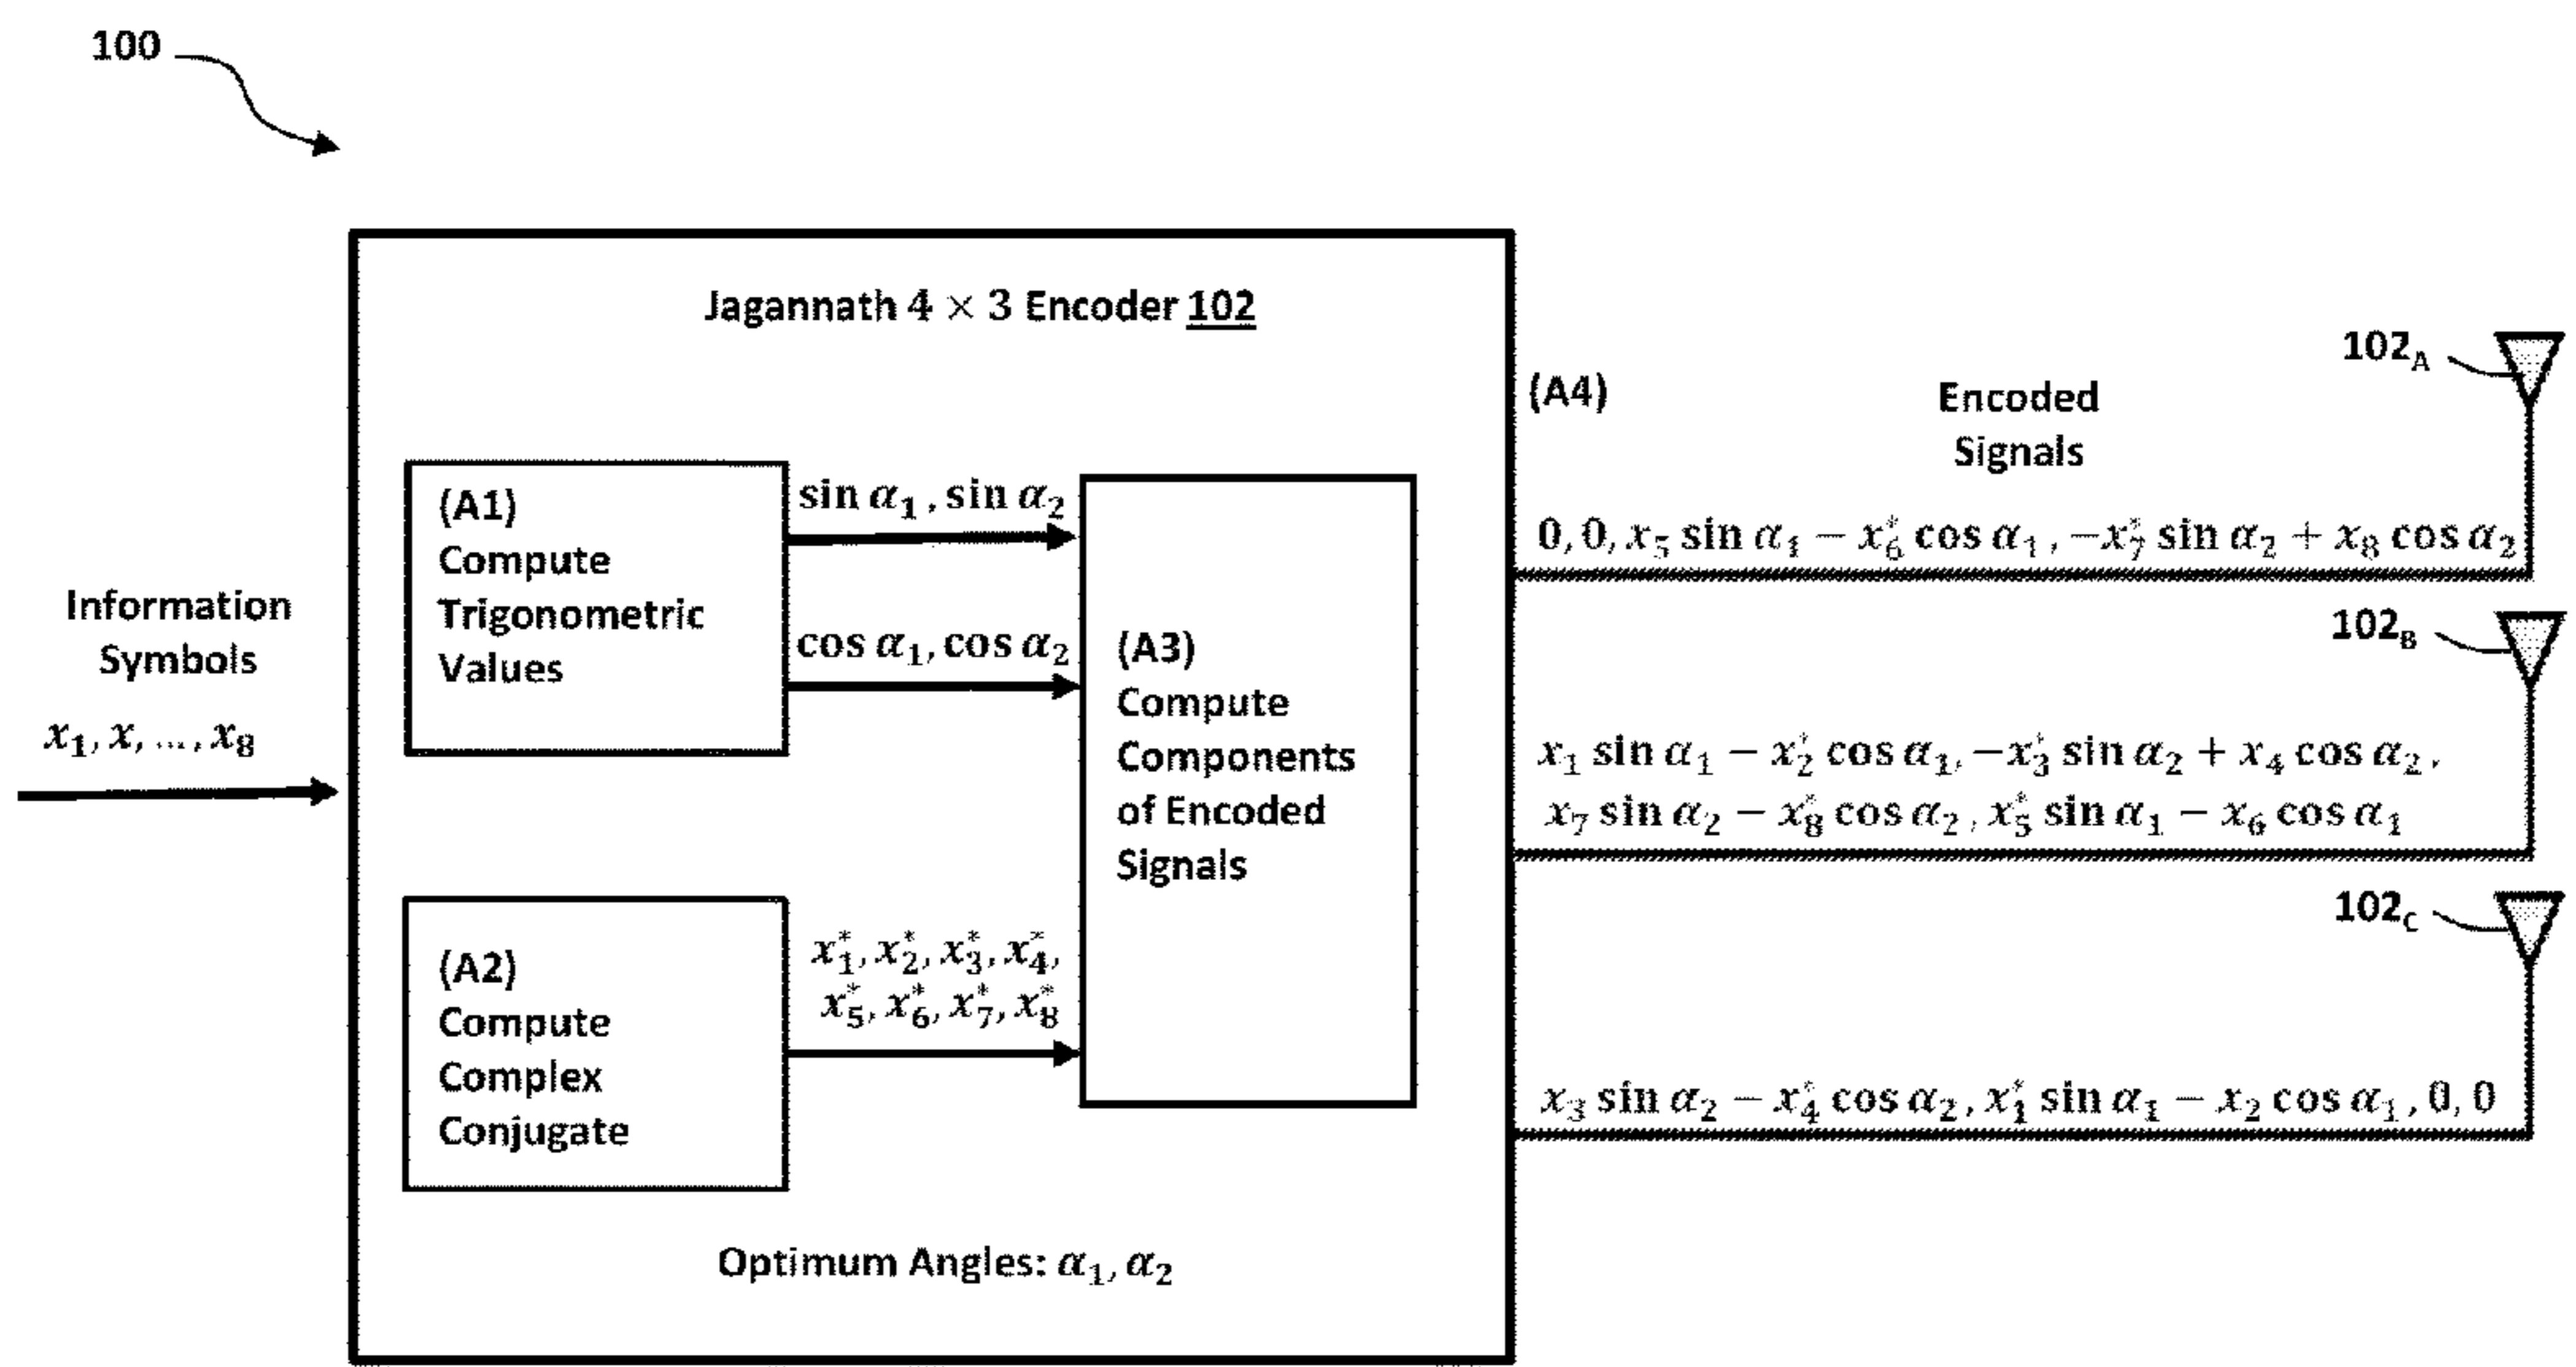 100
Jagannath 4 × 3 Encoder 102
(A1)
Compute
Trigonometric
Values
sin α₁, sin α₂
cos α₁, cos α₂
Information
Symbols
x₁, x, ..., x₈
(A2)
Compute
Complex
Conjugate
x₁*, x₂*, x₃*, x₄*,
x₅*, x₆*, x₇*, x₈*
(A3)
Compute
Components
of Encoded
Signals
Optimum Angles: α₁, α₂
(A4)
Encoded
Signals
102A
0, 0, x₅ sin α₁ − x₆* cos α₁, −x₇* sin α₂ + x₈ cos α₂
102B
x₁ sin α₁ − x₂* cos α₁, −x₃* sin α₂ + x₄ cos α₂,
x₇ sin α₂ − x₈* cos α₂, x₅* sin α₁ − x₆ cos α₁
102C
x₃ sin α₂ − x₄* cos α₂, x₁* sin α₁ − x₂ cos α₁, 0, 0